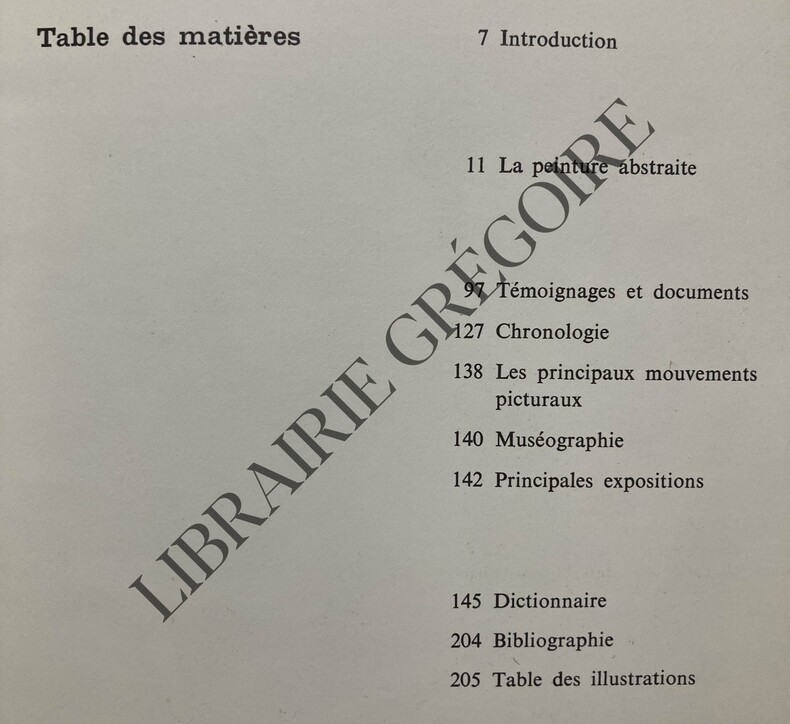 Table des matières
7 Introduction
11 La peinture abstraite
97 Témoignages et documents
127 Chronologie
138 Les principaux mouvements
picturaux
140 Muséographie
142 Principales expositions
145 Dictionnaire
204 Bibliographie
205 Table des illustrations
LIBRAIRIE GRÉGOIRE